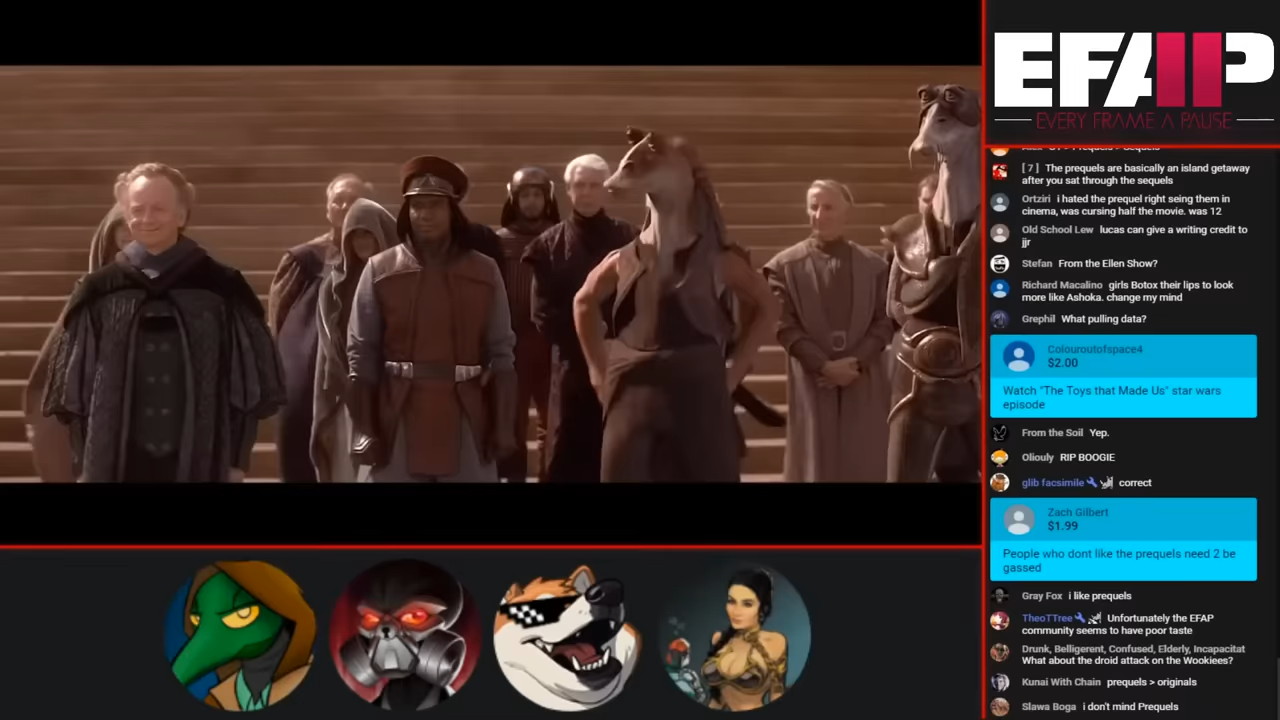 EFAP
EVERY FRAME A PAUSE
[ 7 ] The prequels are basically an island getaway
after you sat through the sequels
Ortziri i hated the prequel right seing them in
cinema, was cursing half the movie. was 12
Old School Lew lucas can give a writing credit to
jjr
Stefan From the Ellen Show?
Richard Macalino girls Botox their lips to look
more like Ashoka. change my mind
Grephil What pulling data?
Colouroutofspace4
$2.00
Watch "The Toys that Made Us" star wars
episode
From the Soil Yep.
Oliouly RIP BOOGIE
glib facsimile correct
Zach Gilbert
$1.99
People who dont like the prequels need 2 be
gassed
Gray Fox i like prequels
TheoTTree Unfortunately the EFAP
community seems to have poor taste
Drunk, Belligerent, Confused, Elderly, Incapacitat
What about the droid attack on the Wookiees?
Kunai With Chain prequels > originals
Slawa Boga i don't mind Prequels